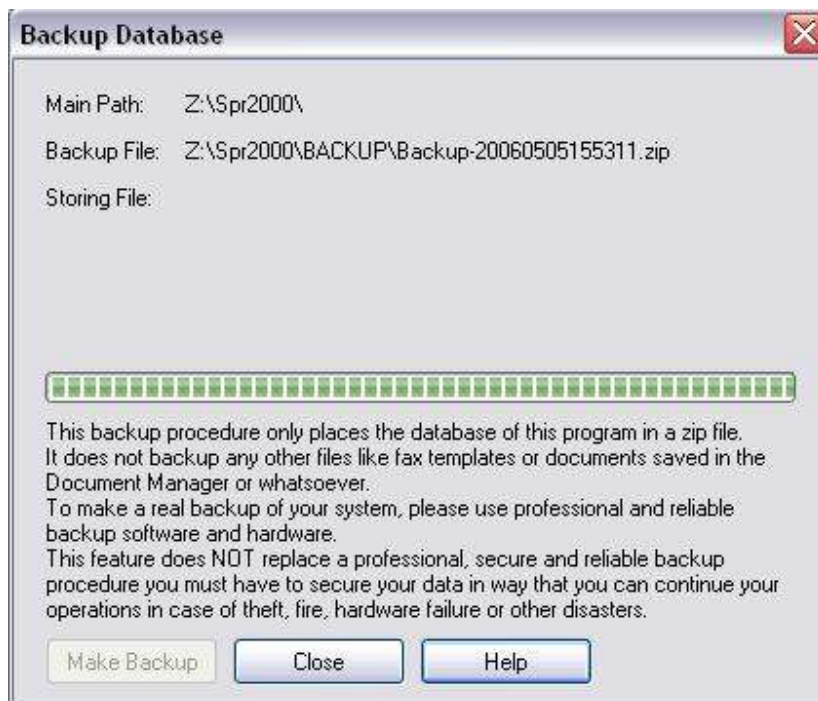 Backup Database
Main Path: Z:\Spr2000\
Backup File: Z:\Spr2000\BACKUP\Backup-20060505155311.zip
Storing File:
This backup procedure only places the database of this program in a zip file.
It does not backup any other files like fax templates or documents saved in the
Document Manager or whatsoever.
To make a real backup of your system, please use professional and reliable
backup software and hardware.
This feature does NOT replace a professional, secure and reliable backup
procedure you must have to secure your data in way that you can continue your
operations in case of theft, fire, hardware failure or other disasters.
Make Backup Close Help